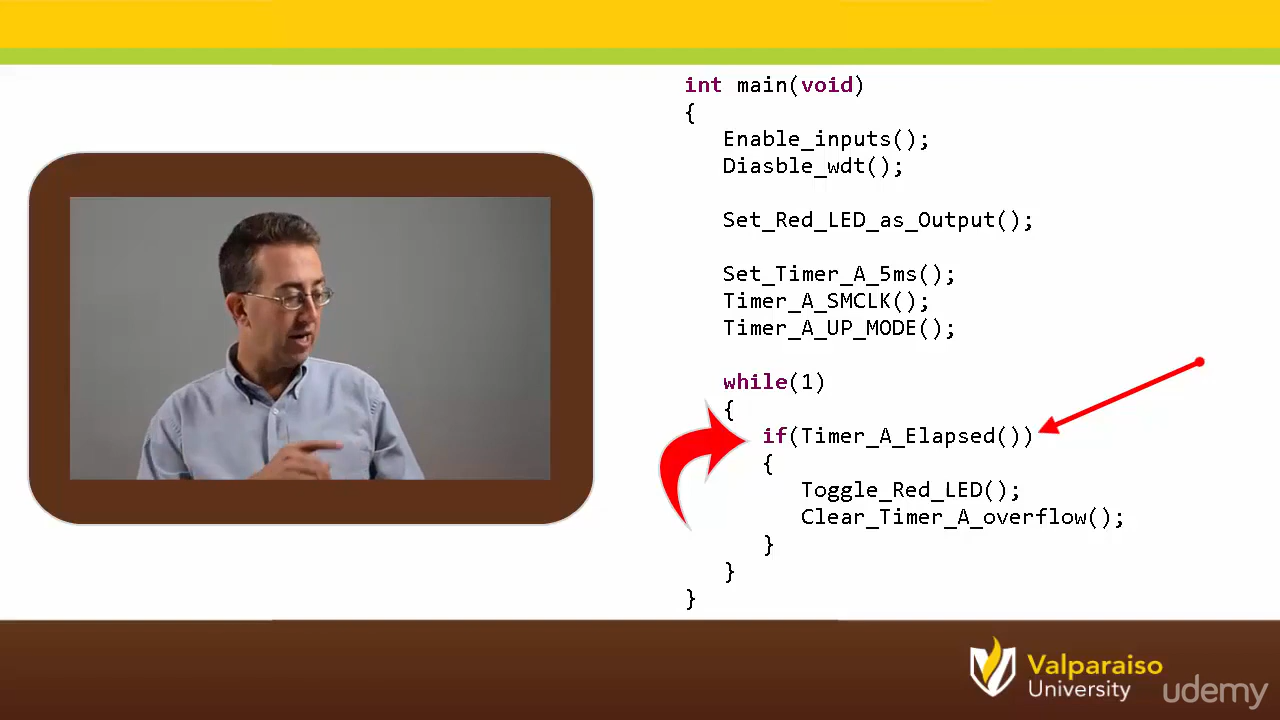 int main(void)
{
Enable_inputs();
Diasble_wdt();
Set_Red_LED_as_Output();
Set_Timer_A_5ms();
Timer_A_SMCLK();
Timer_A_UP_MODE();
while(1)
{
if(Timer_A_Elapsed())
{
Toggle_Red_LED();
Clear_Timer_A_overflow();
}
}
}
Valparaiso
University
udemy